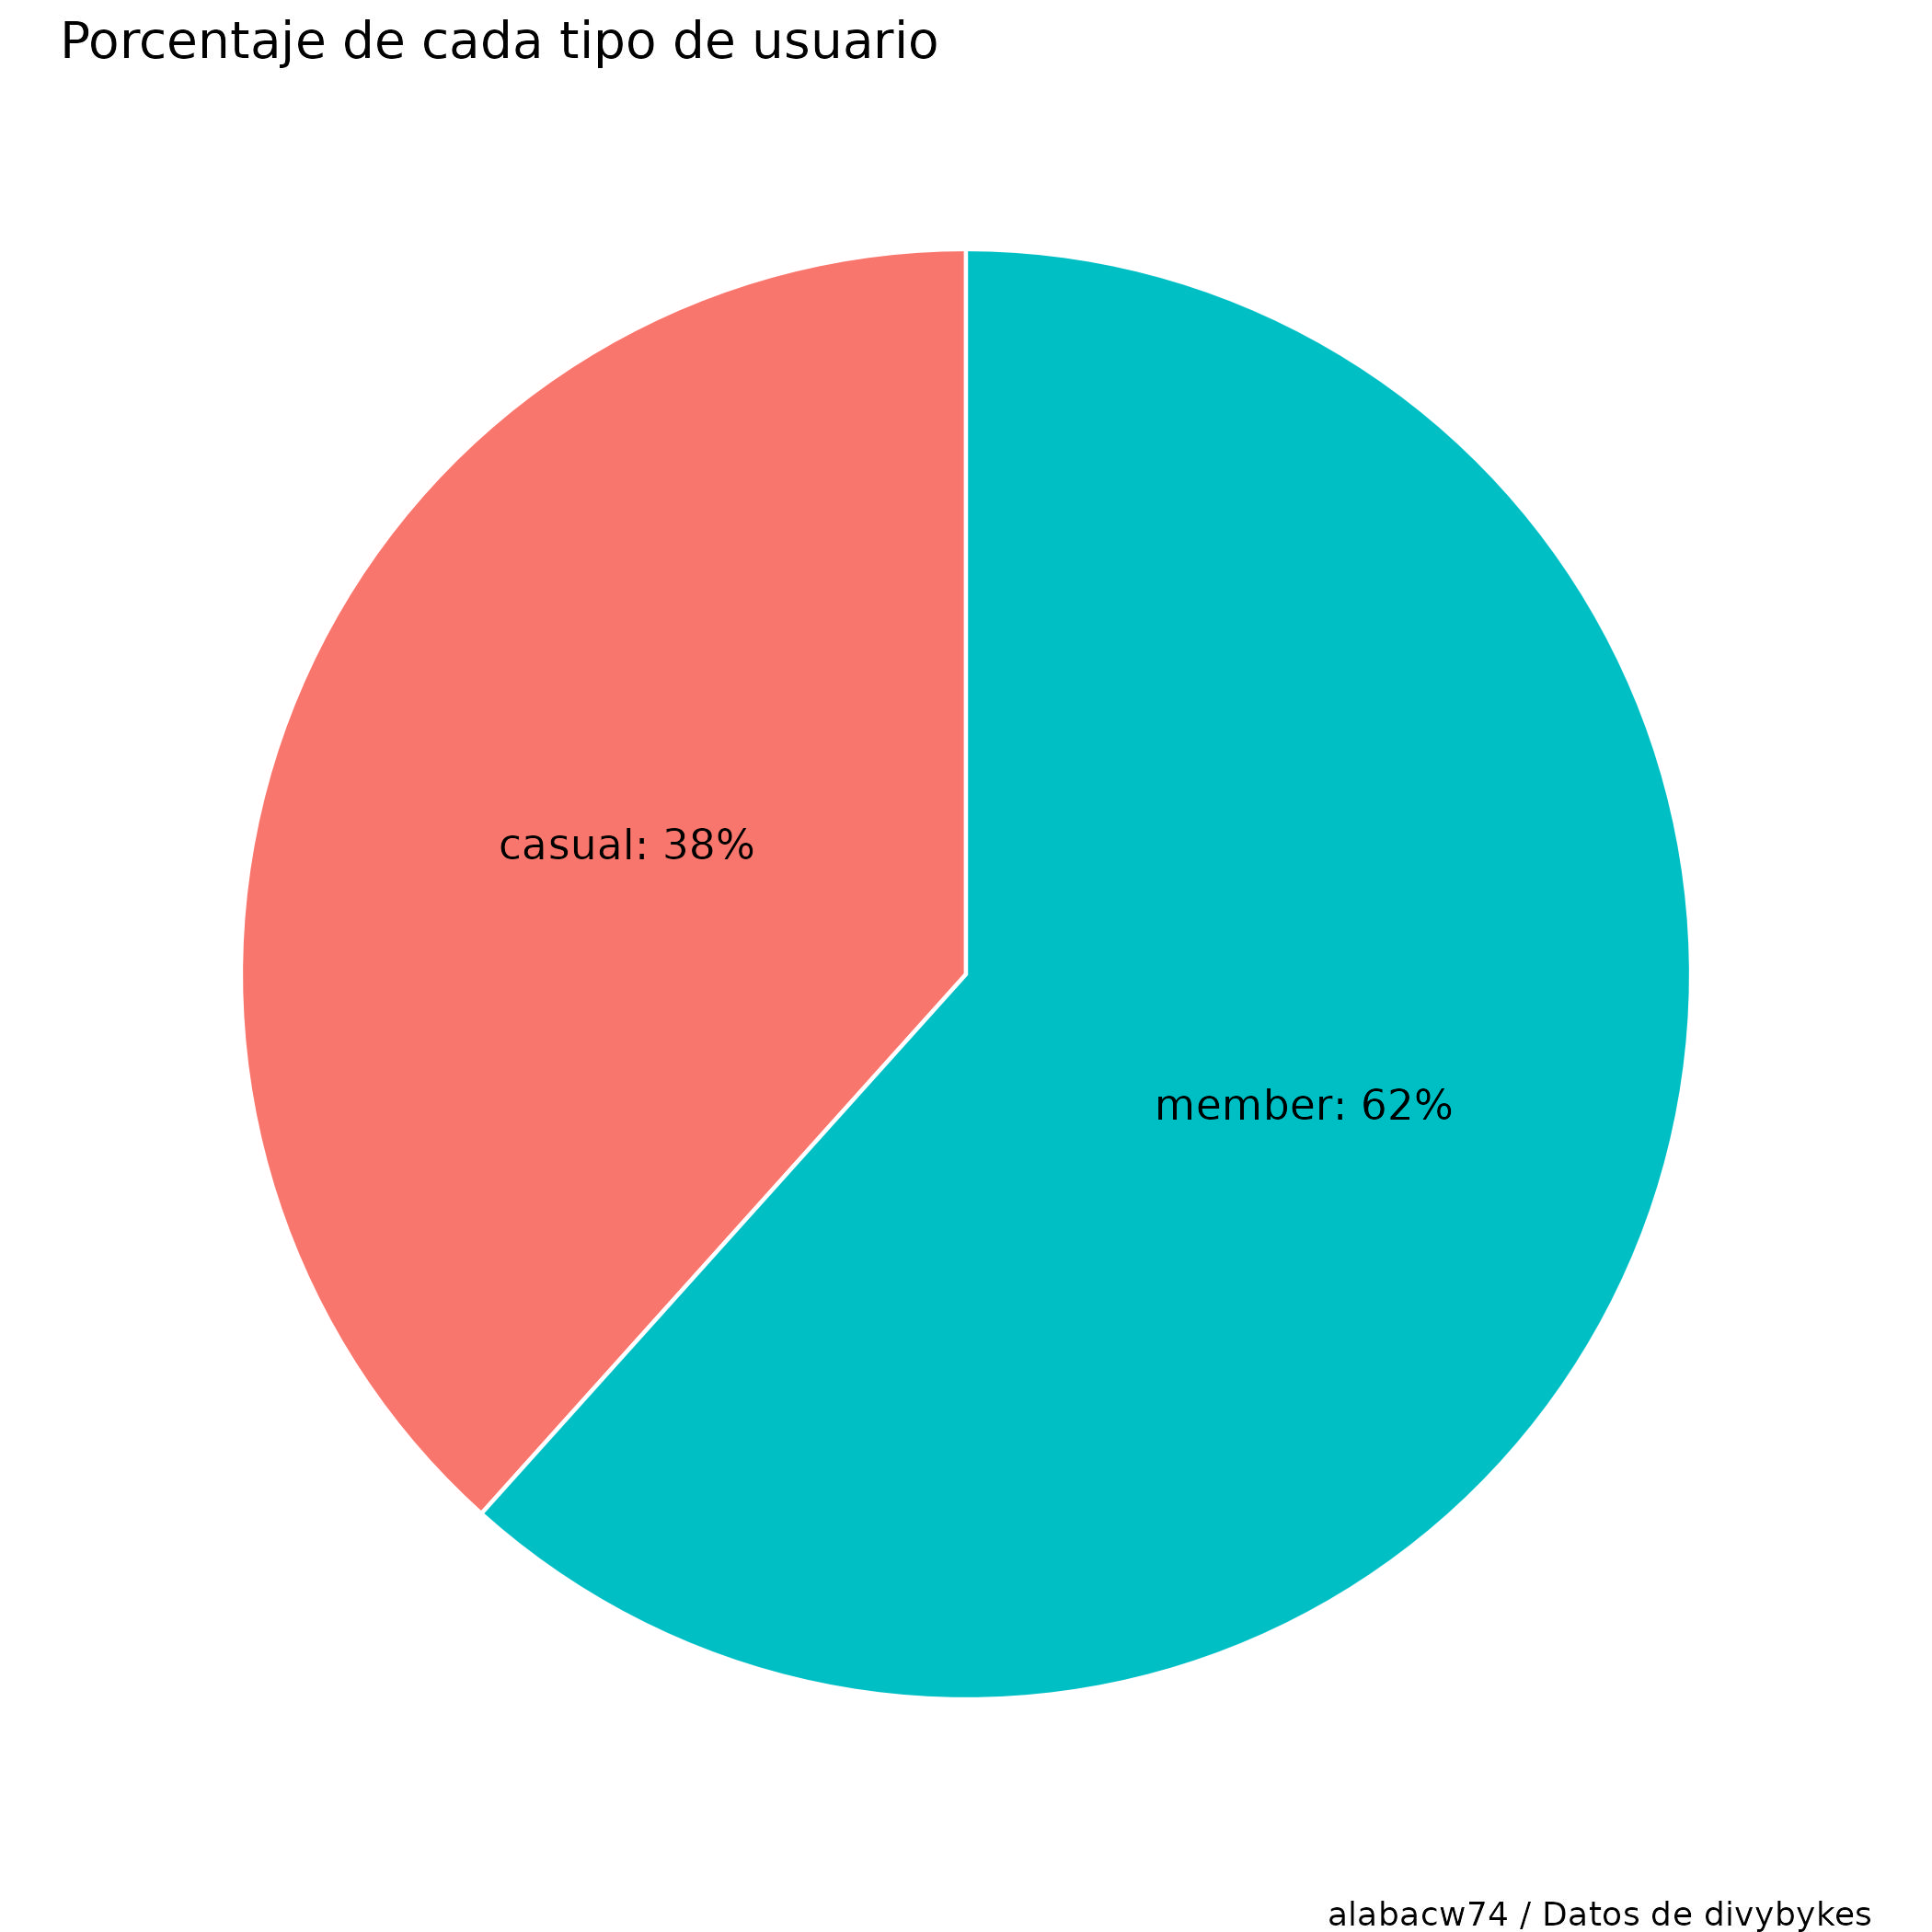 Porcentaje de cada tipo de usuario
casual: 38%
member: 62%
alabacw74 / Datos de divybykes